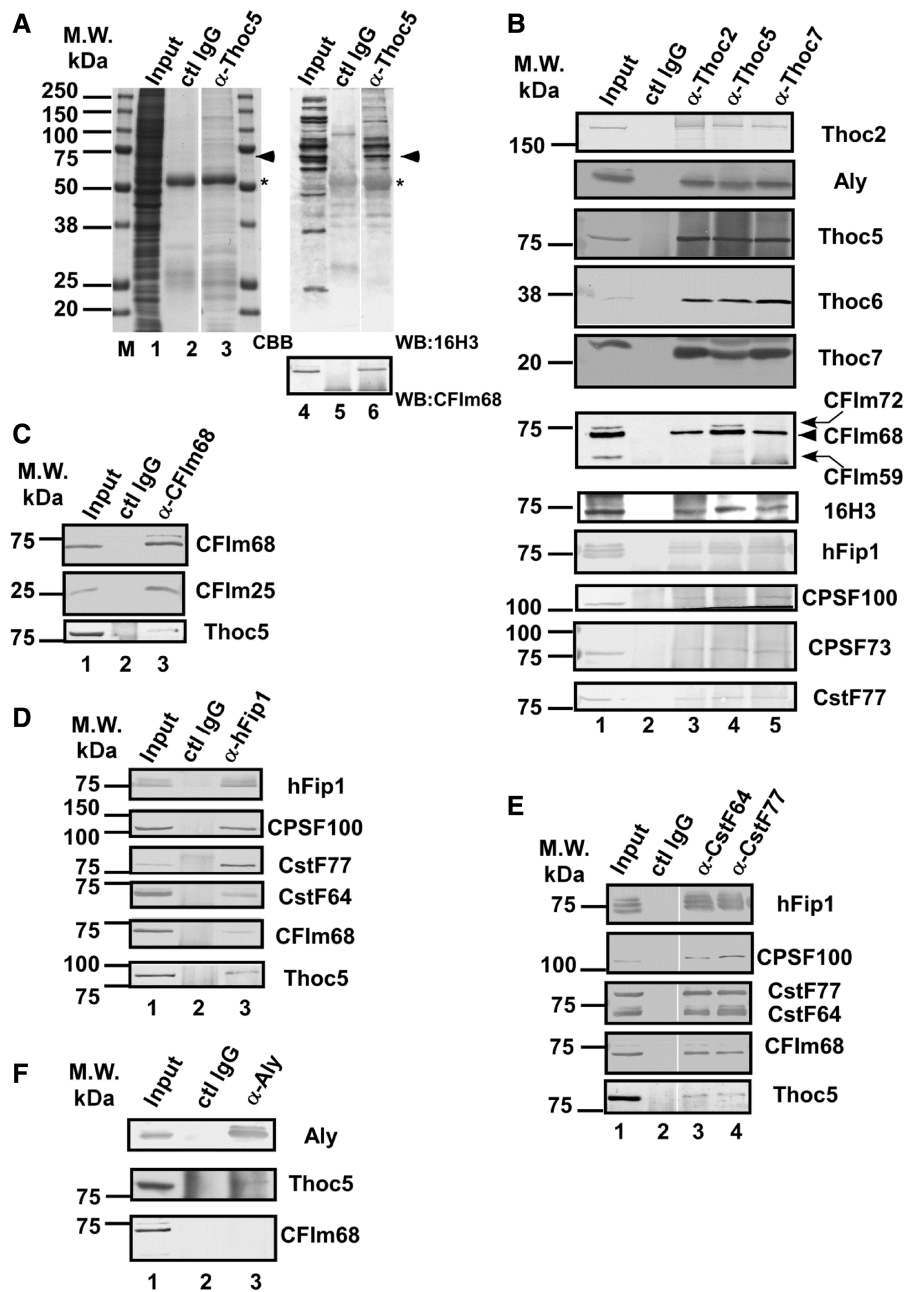 A
M.W.
kDa
Input
ctl IgG
α-Thoc5
Input
ctl IgG
α-Thoc5
250
150
100
75
50
*
*
38
25
20
M 1 2 3 CBB
WB:16H3
WB:CFIm68
4 5 6
B
M.W.
kDa
Input
ctl IgG
α-Thoc2
α-Thoc5
α-Thoc7
150
Thoc2
Aly
75
Thoc5
38
Thoc6
20
Thoc7
75
CFIm72
CFIm68
CFIm59
75
16H3
hFip1
100
CPSF100
100
75
CPSF73
75
CstF77
1 2 3 4 5
C
M.W.
kDa
Input
ctl IgG
α-CFIm68
75
CFIm68
25
CFIm25
75
Thoc5
1 2 3
D
M.W.
kDa
Input
ctl IgG
α-hFip1
75
hFip1
150
100
CPSF100
75
CstF77
75
CstF64
75
CFIm68
100
75
Thoc5
1 2 3
E
M.W.
kDa
Input
ctl IgG
α-CstF64
α-CstF77
75
hFip1
100
CPSF100
75
CstF77
CstF64
75
CFIm68
75
Thoc5
1 2 3 4
F
M.W.
kDa
Input
ctl IgG
α-Aly
Aly
75
Thoc5
75
CFIm68
1 2 3